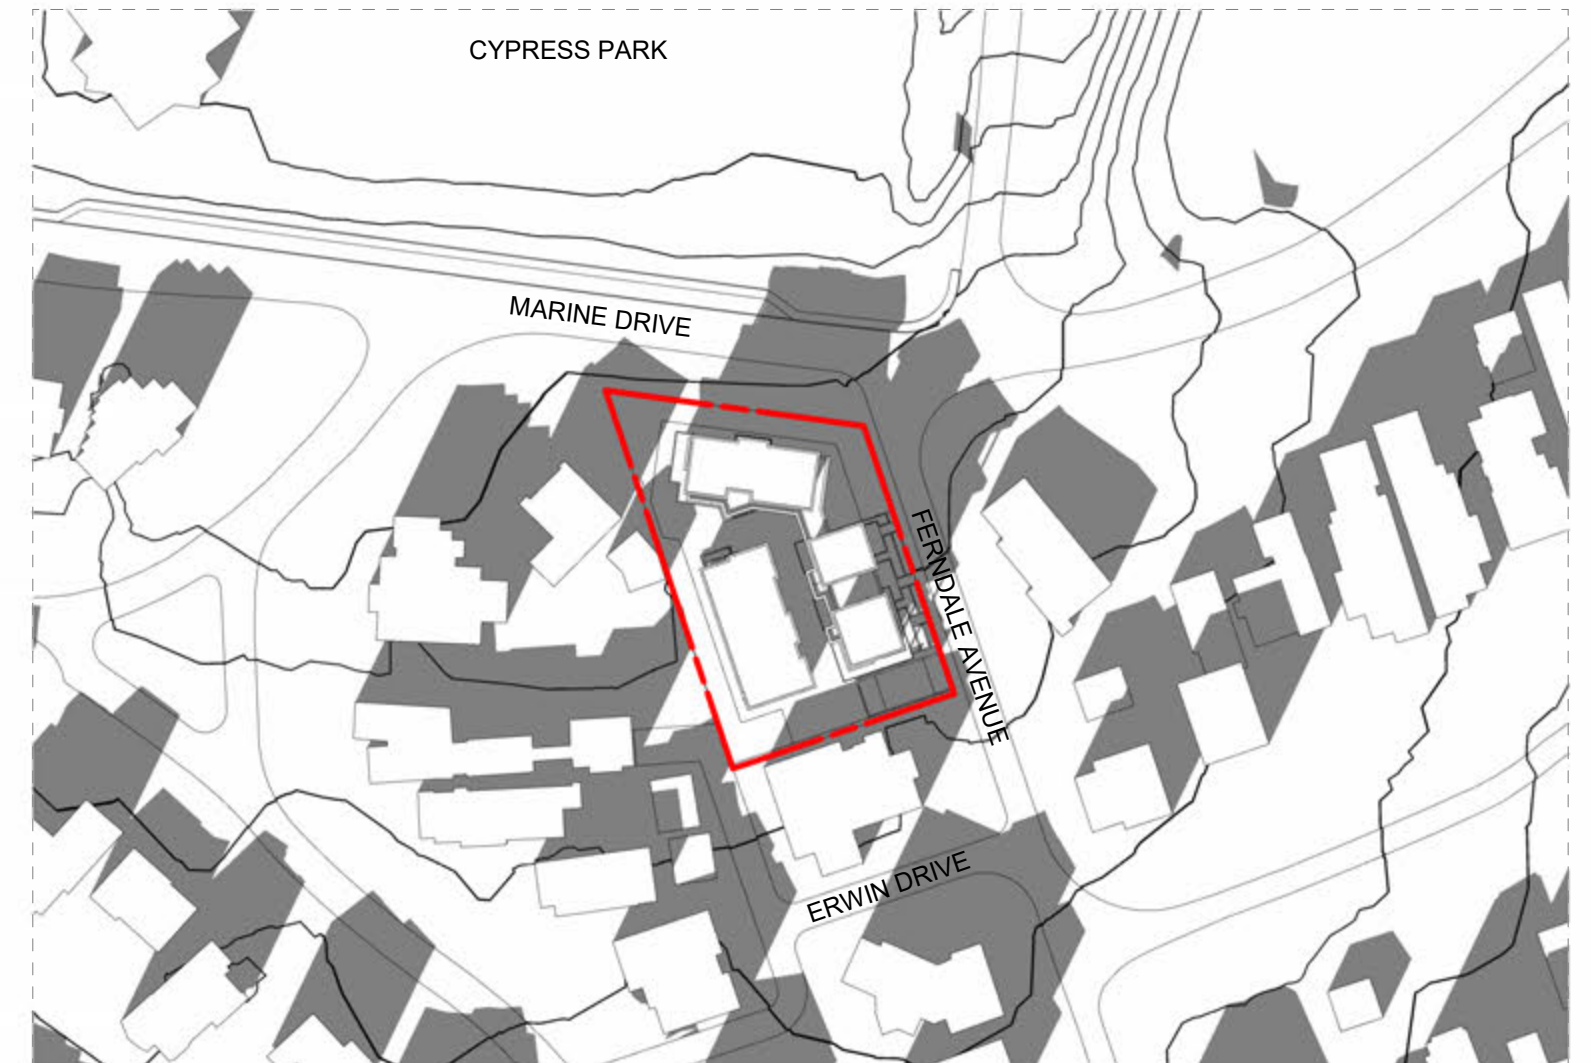 CYPRESS PARK
MARINE DRIVE
FERNDALE AVENUE
ERWIN DRIVE